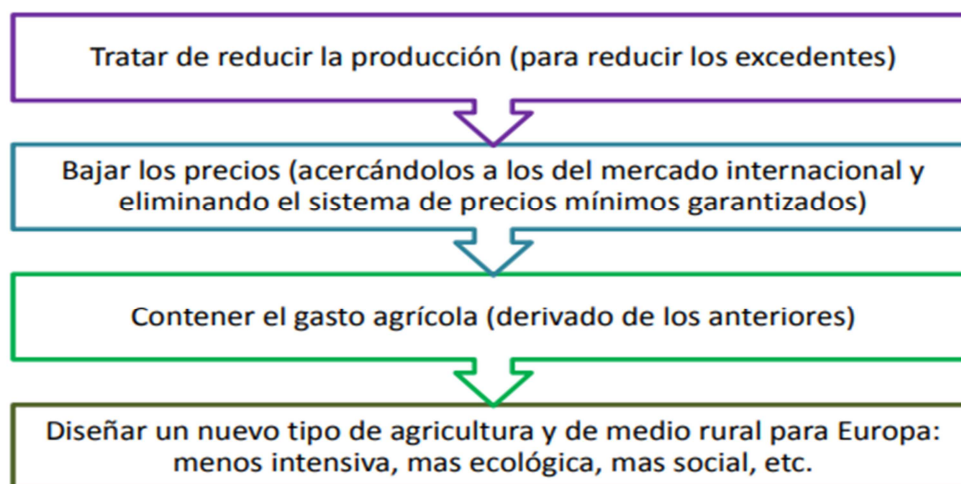 Tratar de reducir la producción (para reducir los excedentes)
Bajar los precios (acercándolos a los del mercado internacional y
eliminando el sistema de precios mínimos garantizados)
Contener el gasto agrícola (derivado de los anteriores)
Diseñar un nuevo tipo de agricultura y de medio rural para Europa:
menos intensiva, mas ecológica, mas social, etc.